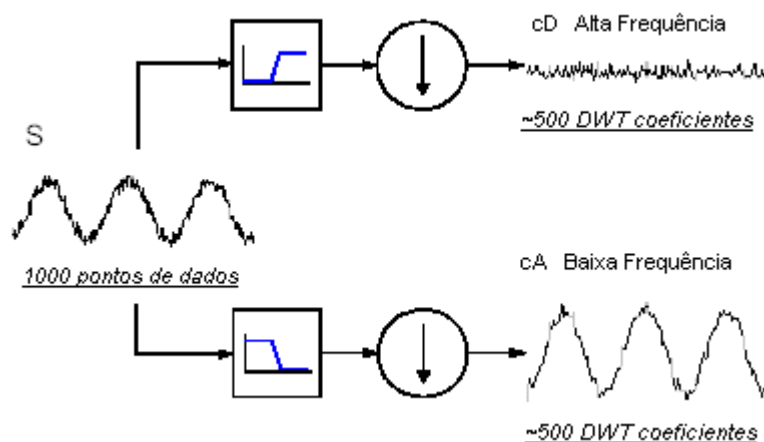 cD Alta Frequência
~500 DWT coeficientes
S
1000 pontos de dados
cA Baixa Frequência
~500 DWT coeficientes